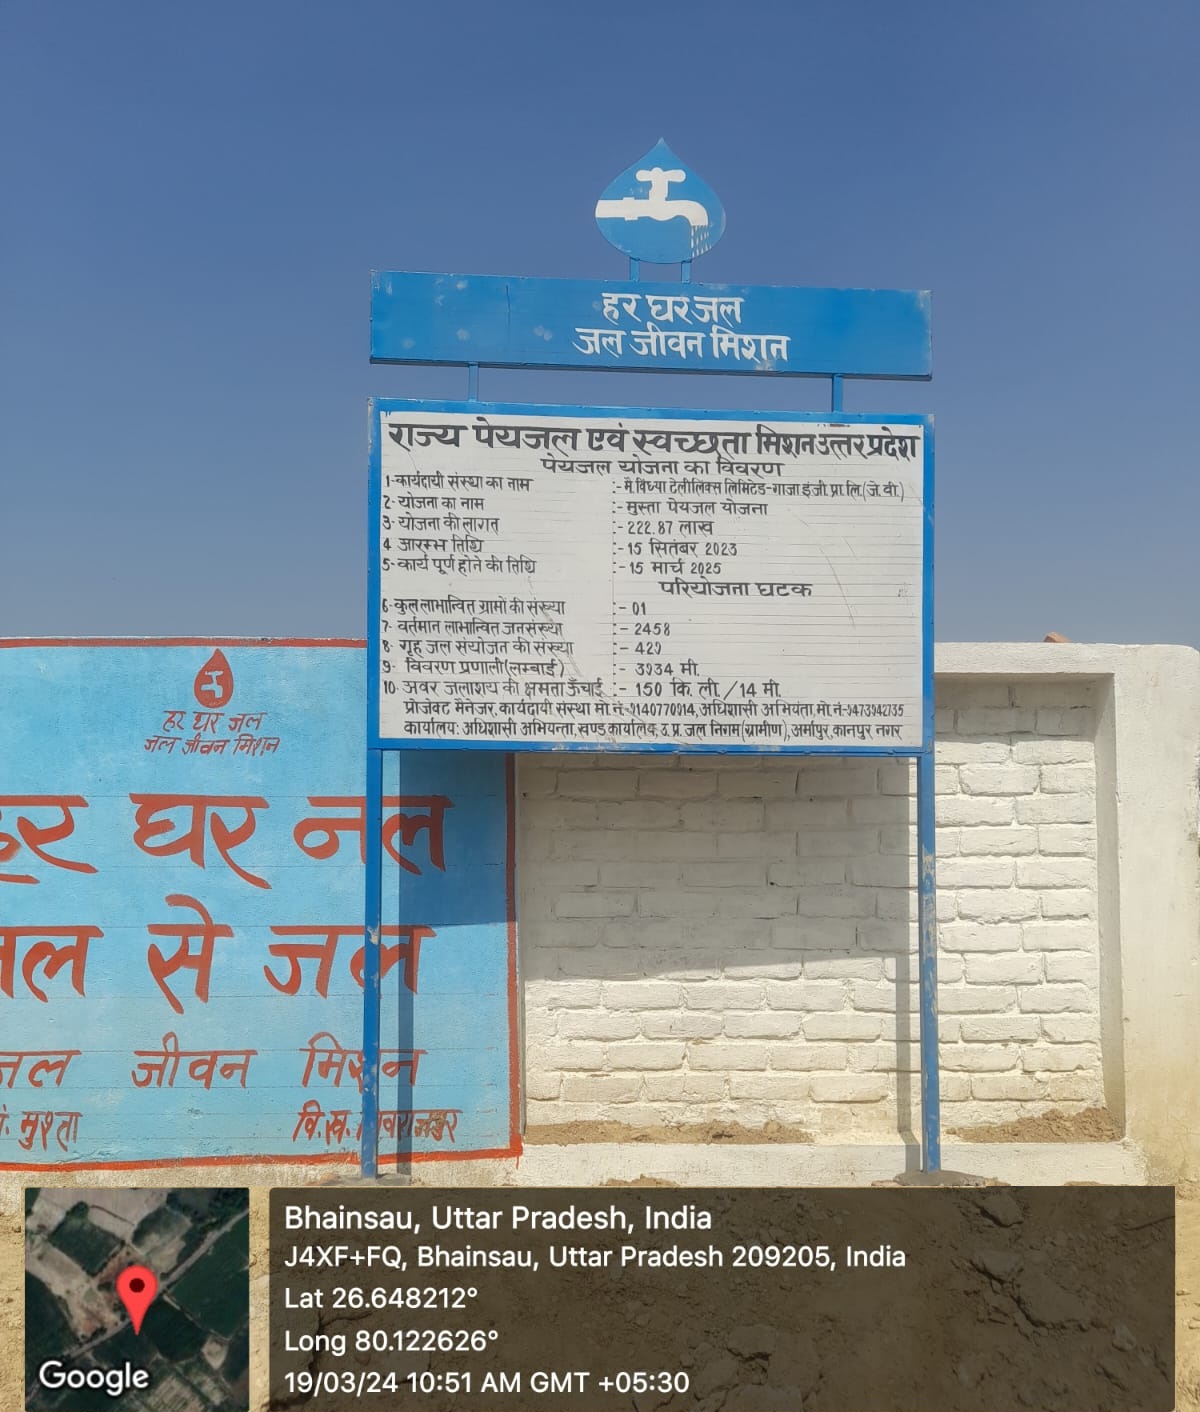 हर घर जल
जल जीवन मिशन
राज्य पेयजल एवं स्वच्छता मिशन उत्तर प्रदेश
पेयजल योजना का विवरण
1-कार्यदायी संस्था का नाम :- मे. विंध्या टेलीलिंक्स लिमिटेड-गाजा इंजी. प्रा. लि.(जे. वी.)
2- योजना का नाम :- मुस्ता पेयजल योजना
3- योजना की लागत :- 222.87 लाख
4 आरम्भ तिथि :- 15 सितंबर 2023
5- कार्य पूर्ण होने की तिथि :- 15 मार्च 2025
परियोजना घटक
6- कुल लाभान्वित ग्रामों की संख्या :- 01
7- वर्तमान लाभान्वित जनसंख्या :- 2458
8- गृह जल संयोजन की संख्या :- 429
9- विवरण प्रणाली(लम्बाई) :- 3934 मी.
10- अवर जलाशय की क्षमता ऊँचाई :- 150 कि. ली. / 14 मी.
प्रोजेक्ट मैनेजर, कार्यदायी संस्था मो. नं.-9140770914, अधिशासी अभियंता, मो. नं.-9473942735
कार्यालय: अधिशासी अभियन्ता, खण्ड कार्यालय, उ. प्र. जल निगम (ग्रामीण), अर्मापुर, कानपुर नगर
हर घर जल
जल जीवन मिशन
हर घर नल
नल से जल
जल जीवन मिशन
मुश्ता वि.ख.
Bhainsau, Uttar Pradesh, India
J4XF+FQ, Bhainsau, Uttar Pradesh 209205, India
Lat 26.648212°
Long 80.122626°
19/03/24 10:51 AM GMT +05:30
Google